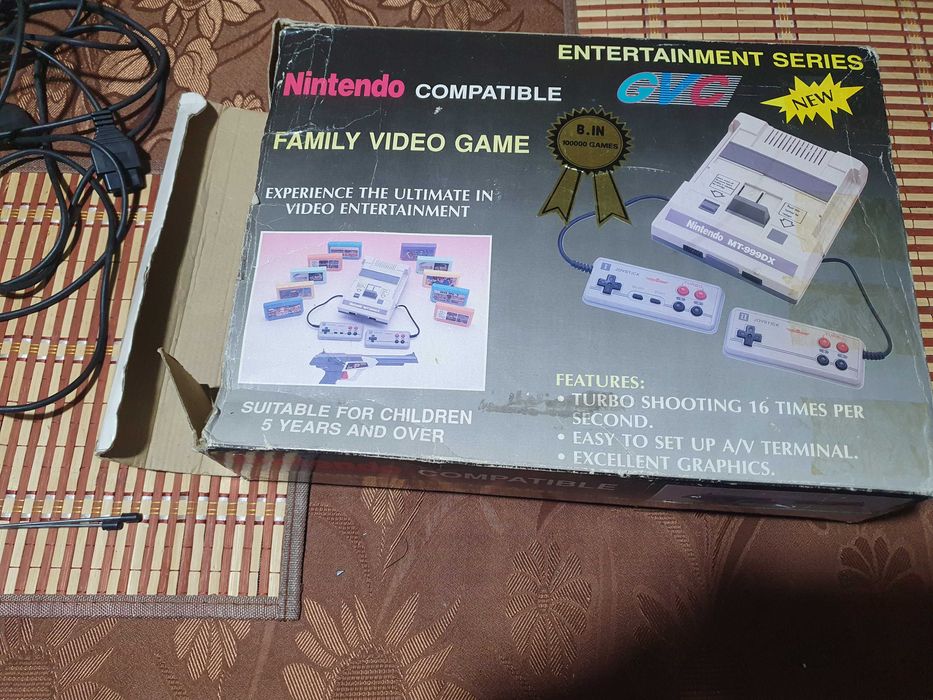 ENTERTAINMENT SERIES
Nintendo COMPATIBLE
GVC
NEW
FAMILY VIDEO GAME
B.IN
100000 GAMES
EXPERIENCE THE ULTIMATE IN
VIDEO ENTERTAINMENT
Nintendo MT-999DX
I JOYSTICK
II JOYSTICK
SUITABLE FOR CHILDREN
5 YEARS AND OVER
FEATURES:
• TURBO SHOOTING 16 TIMES PER
SECOND.
• EASY TO SET UP A/V TERMINAL.
• EXCELLENT GRAPHICS.
Nintendo COMPATIBLE